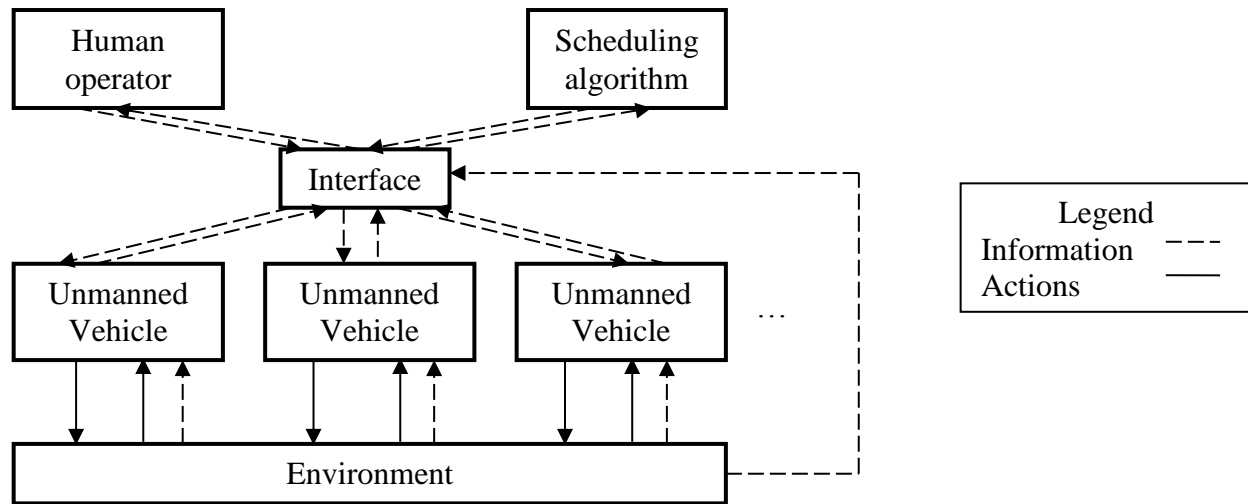 Human
operator
Scheduling
algorithm
Interface
Legend
Information
Actions
Unmanned
Vehicle
Unmanned
Vehicle
Unmanned
Vehicle
...
Environment